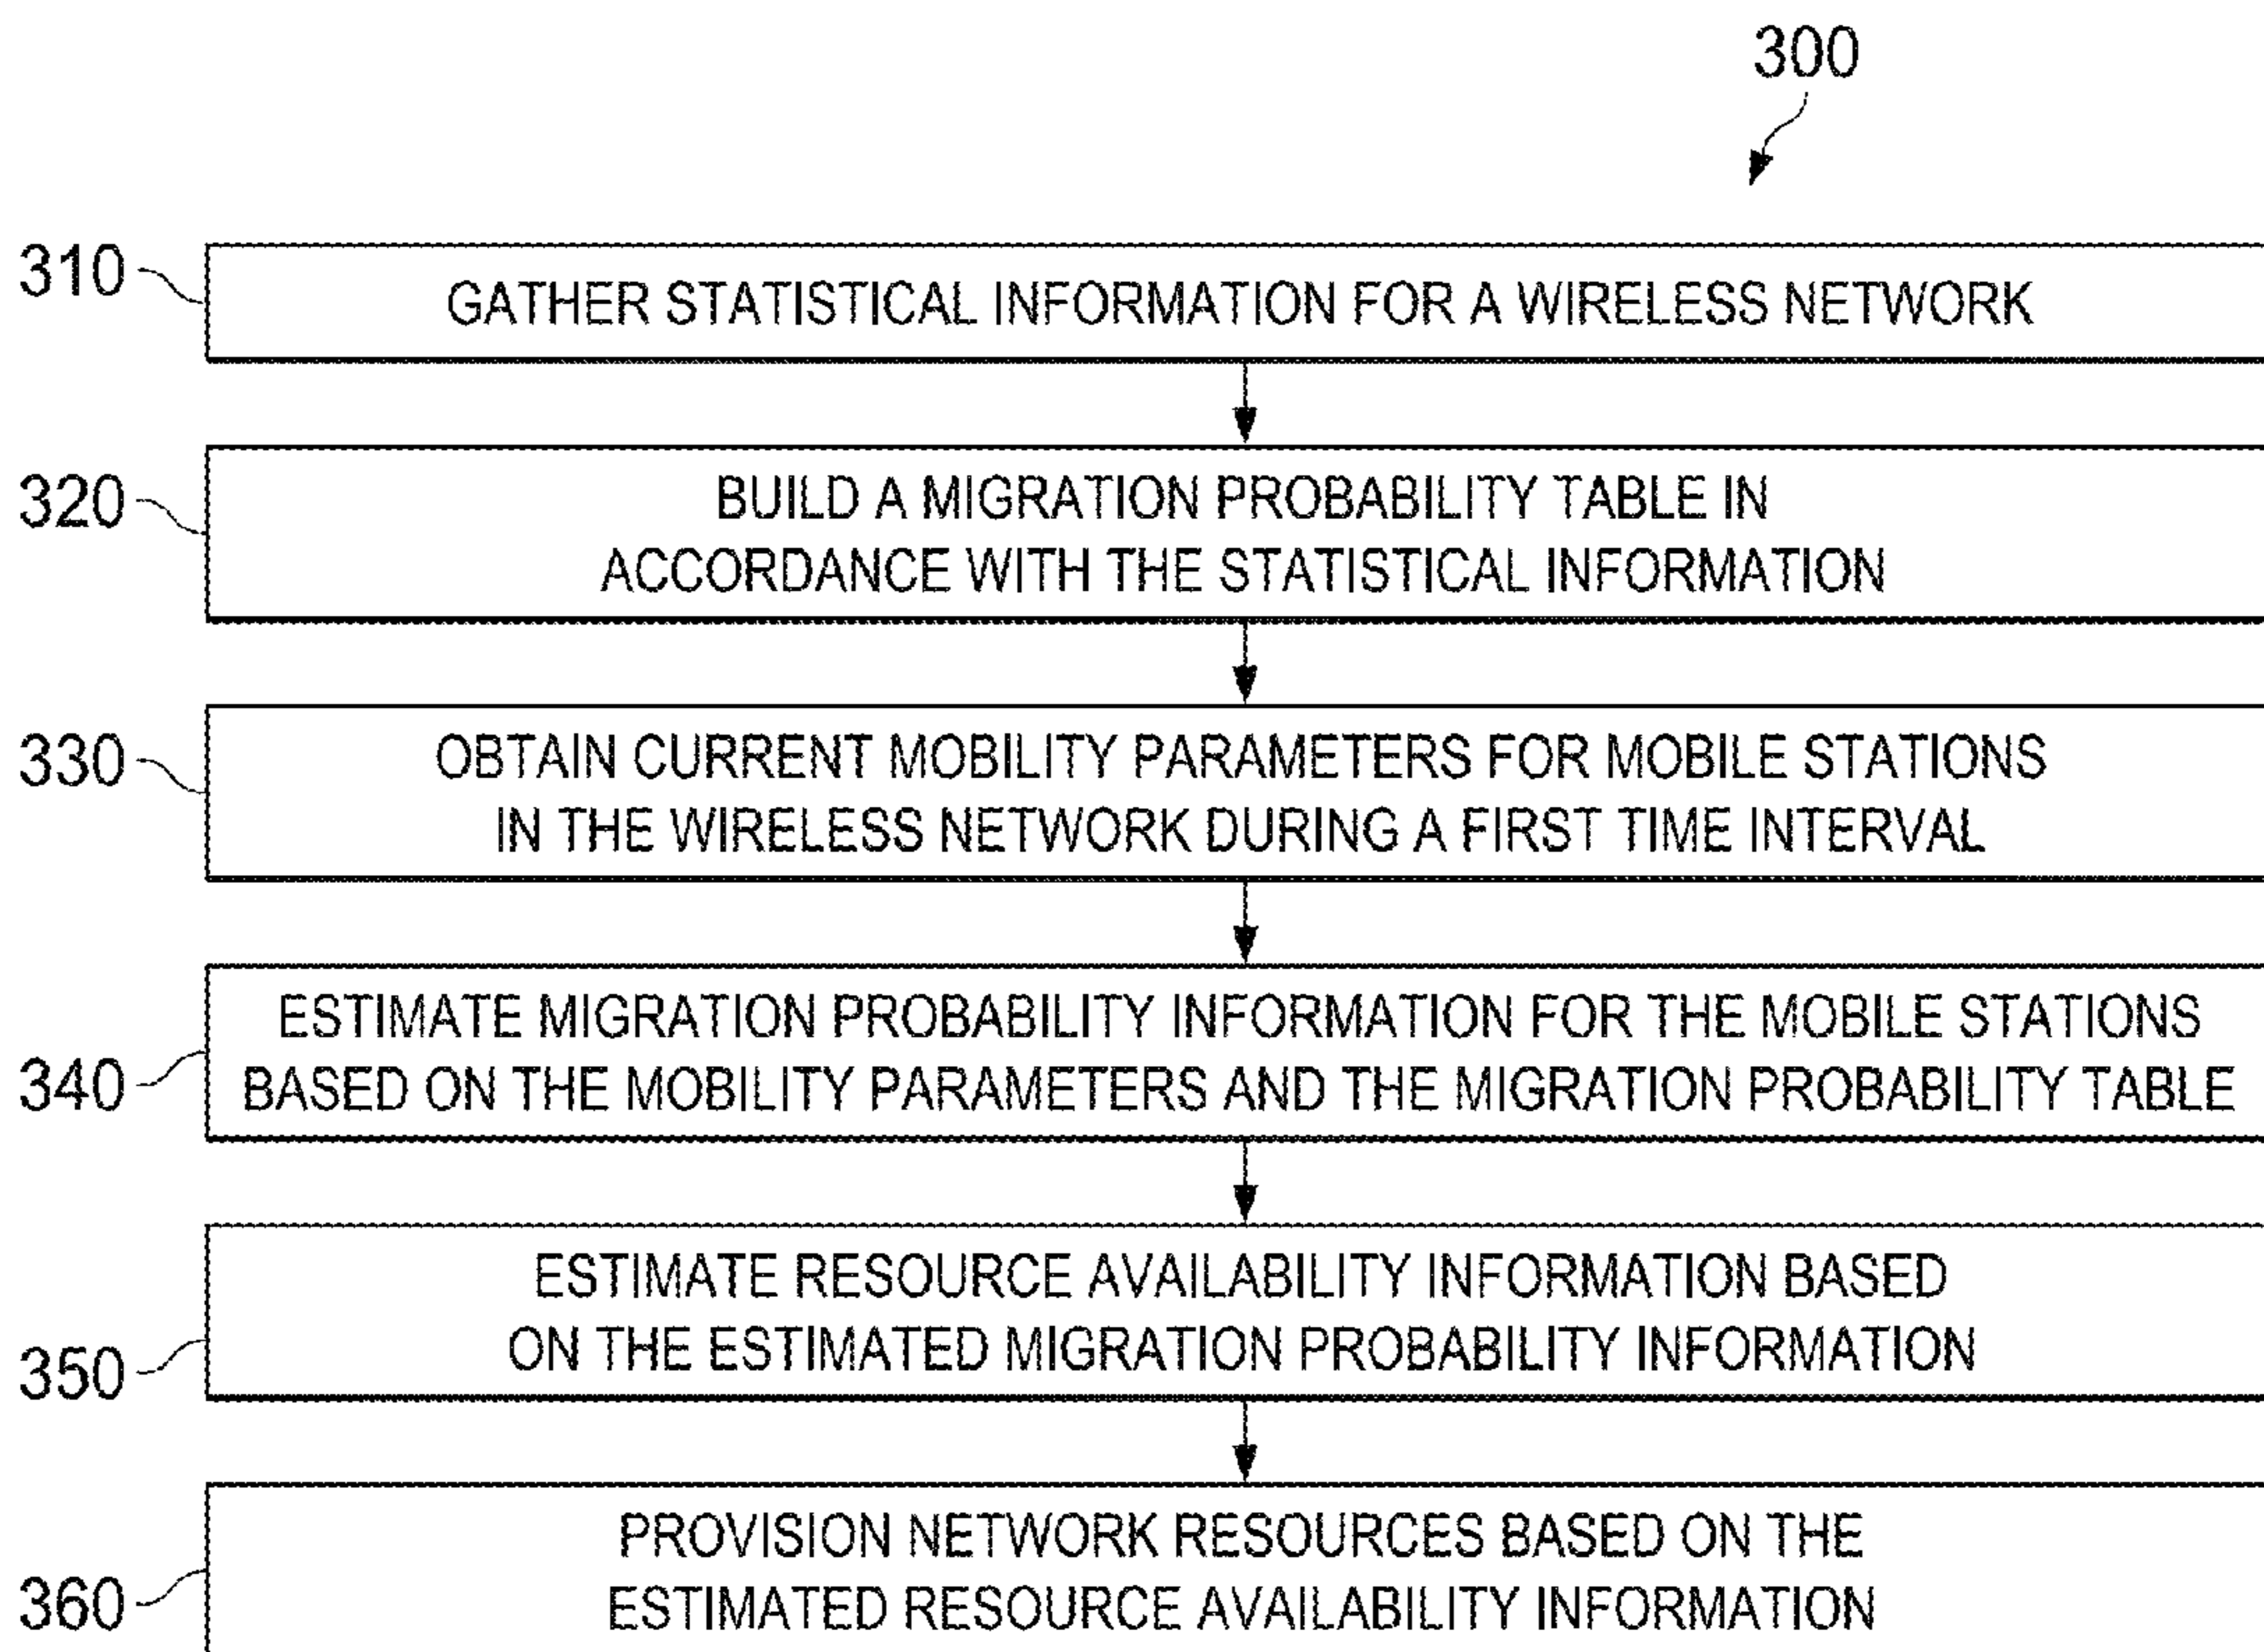 300
310
GATHER STATISTICAL INFORMATION FOR A WIRELESS NETWORK
320
BUILD A MIGRATION PROBABILITY TABLE IN
ACCORDANCE WITH THE STATISTICAL INFORMATION
330
OBTAIN CURRENT MOBILITY PARAMETERS FOR MOBILE STATIONS
IN THE WIRELESS NETWORK DURING A FIRST TIME INTERVAL
340
ESTIMATE MIGRATION PROBABILITY INFORMATION FOR THE MOBILE STATIONS
BASED ON THE MOBILITY PARAMETERS AND THE MIGRATION PROBABILITY TABLE
350
ESTIMATE RESOURCE AVAILABILITY INFORMATION BASED
ON THE ESTIMATED MIGRATION PROBABILITY INFORMATION
360
PROVISION NETWORK RESOURCES BASED ON THE
ESTIMATED RESOURCE AVAILABILITY INFORMATION